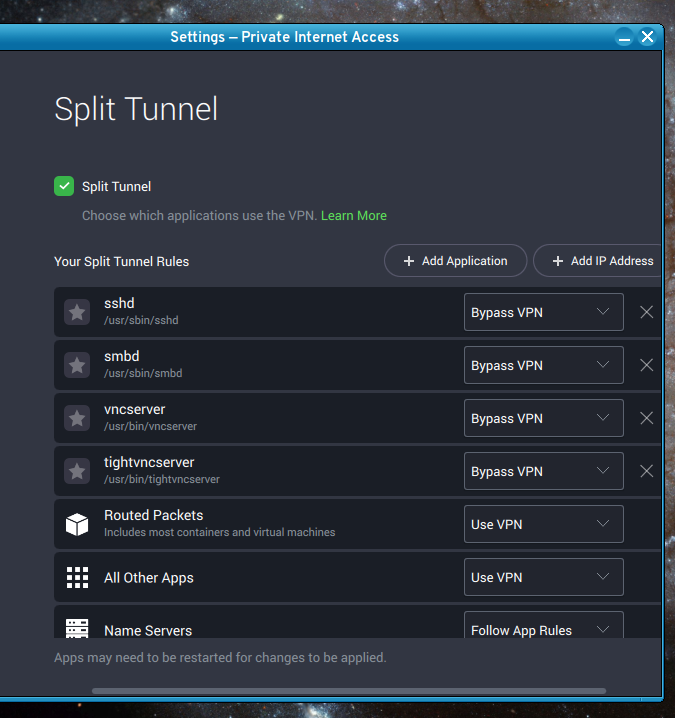 Settings – Private Internet Access
Split Tunnel
Split Tunnel
Choose which applications use the VPN. Learn More
Your Split Tunnel Rules
+ Add Application
+ Add IP Address
sshd
/usr/sbin/sshd
Bypass VPN
smbd
/usr/sbin/smbd
Bypass VPN
vncserver
/usr/bin/vncserver
Bypass VPN
tightvncserver
/usr/bin/tightvncserver
Bypass VPN
Routed Packets
Includes most containers and virtual machines
Use VPN
All Other Apps
Use VPN
Name Servers
Follow App Rules
Apps may need to be restarted for changes to be applied.